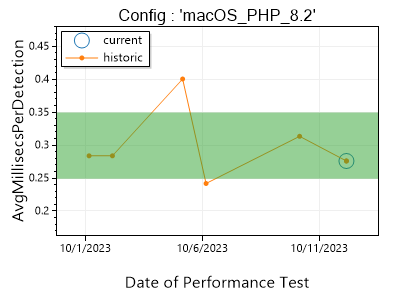 Config : 'macOS_PHP_8.2'
current
historic
AvgMillisecsPerDetection
0.45
0.4
0.35
0.3
0.25
0.2
10/1/2023
10/6/2023
10/11/2023
Date of Performance Test